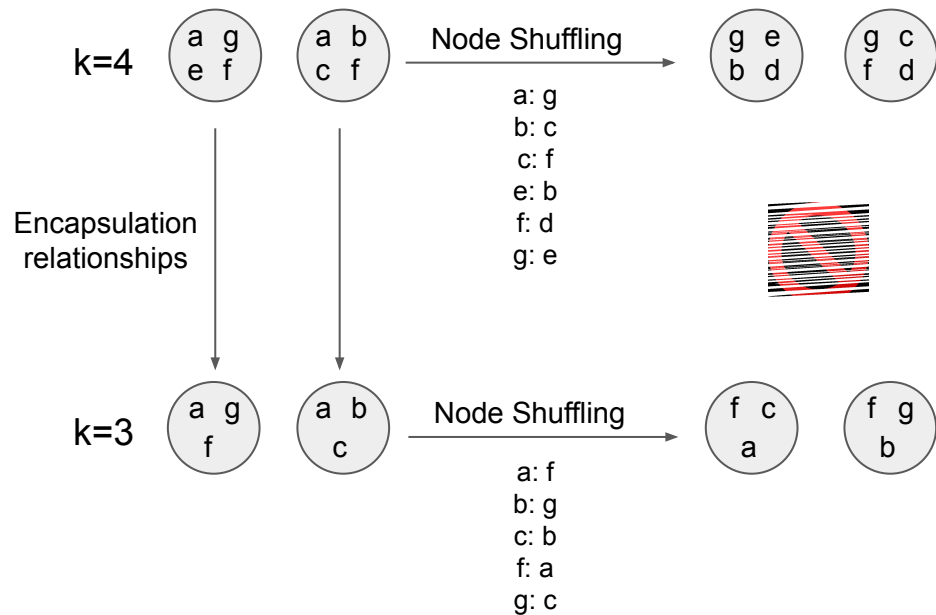 a g
e f
a b
c f
k=4
Node Shuffling
g e
b d
g c
f d
a: g
b: c
c: f
e: b
f: d
g: e
Encapsulation
relationships
k=3
a g
f
a b
c
Node Shuffling
f c
a
f g
b
a: f
b: g
c: b
f: a
g: c